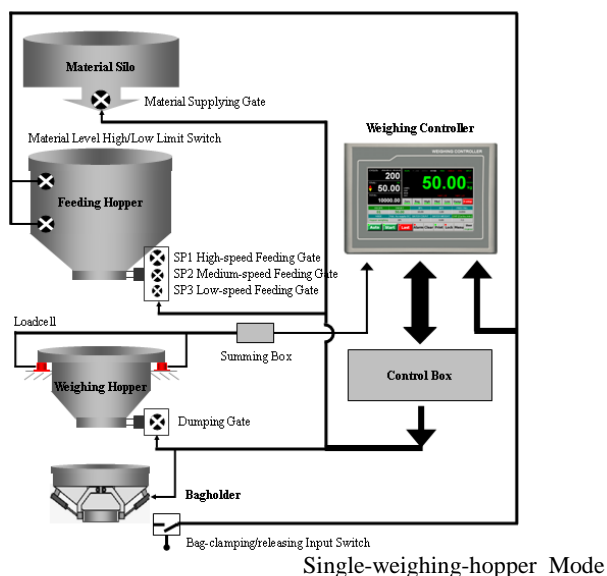 Material Silo
Material Supplying Gate
Material Level High/Low Limit Switch
Weighing Controller
WEIGHING CONTROLLER
200
50.00
50.00
10000.00
Feeding Hopper
SP1 High-speed Feeding Gate
SP2 Medium-speed Feeding Gate
SP3 Low-speed Feeding Gate
Loadcell
Summing Box
Control Box
Weighing Hopper
Dumping Gate
Bagholder
Bag-clamping/releasing Input Switch
Single-weighing-hopper Mode